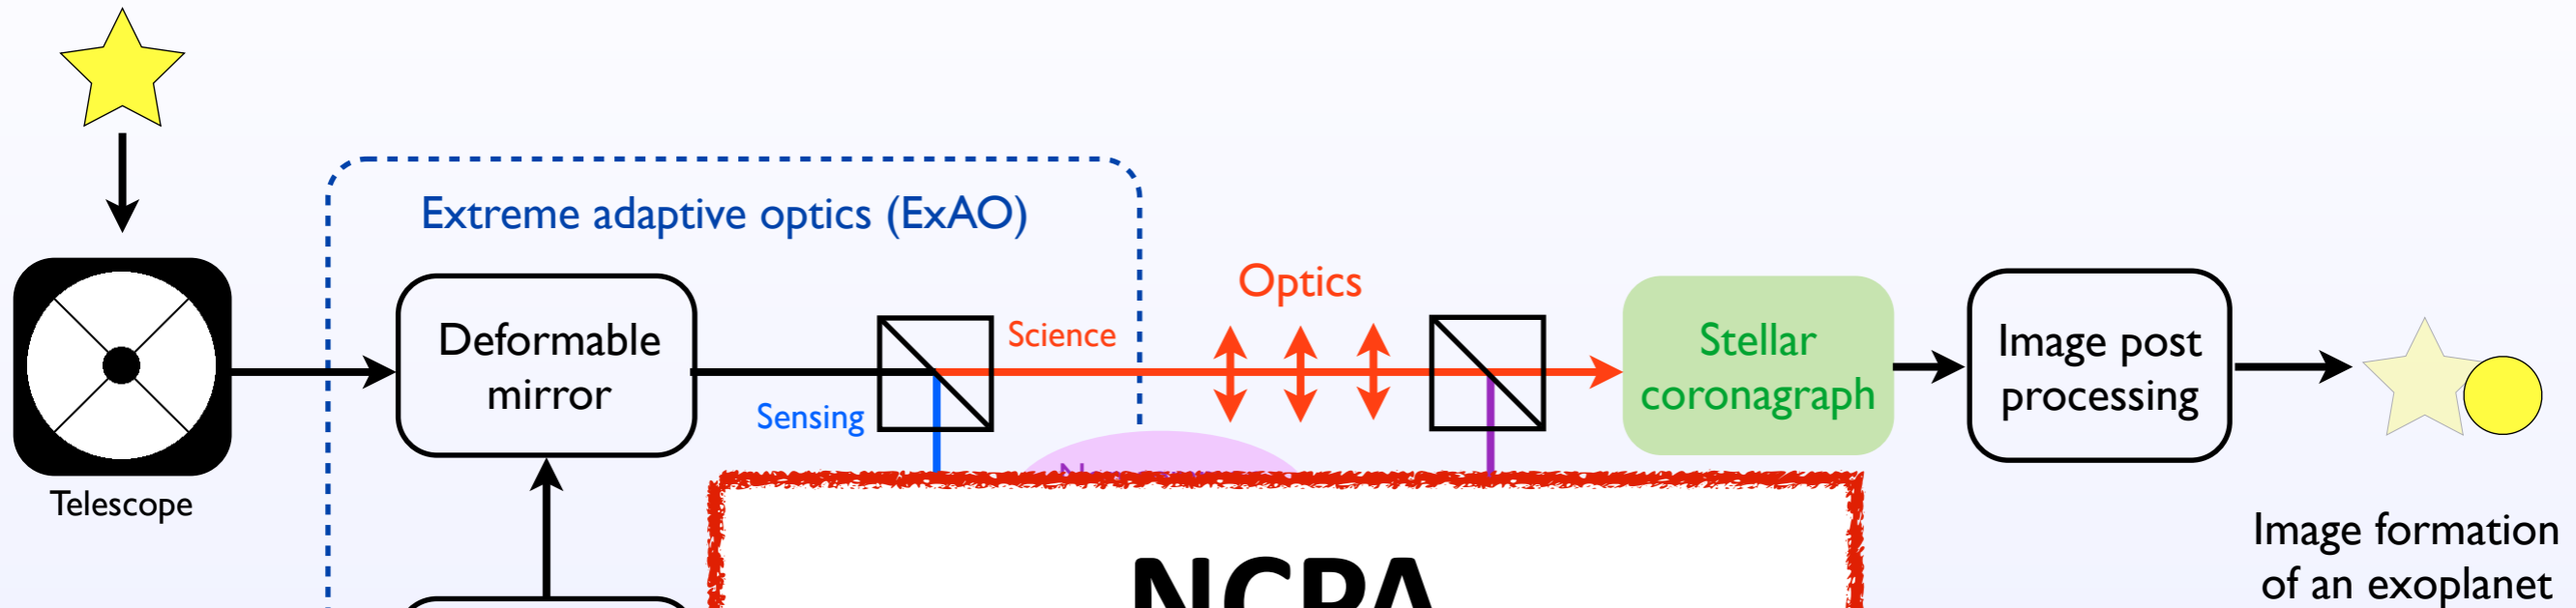 Extreme adaptive optics (ExAO)
Optics
Deformable
mirror
Science
Sensing
Stellar
coronagraph
Image post
processing
Telescope
Image formation
of an exoplanet
NCPA